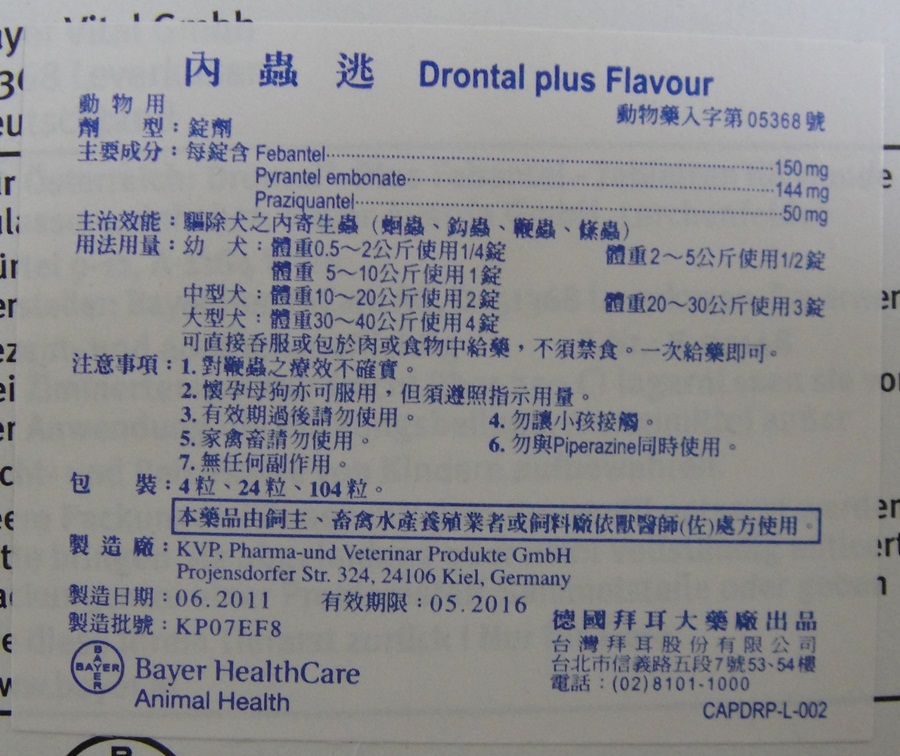 內蟲逃 Drontal plus Flavour
動物用
動物藥入字第05368號
劑 型：錠劑
主要成分：每錠含 Febantel 150 mg
Pyrantel embonate 144 mg
Praziquantel 50 mg
主治效能：驅除犬之內寄生蟲（蛔蟲、鈎蟲、鞭蟲、絛蟲）
用法用量：幼 犬：體重0.5～2公斤使用1/4錠 體重2～5公斤使用1/2錠
體重 5～10公斤使用1錠
中型犬：體重10～20公斤使用2錠 體重20～30公斤使用3錠
大型犬：體重30～40公斤使用4錠
可直接吞服或包於肉或食物中給藥，不須禁食。一次給藥即可。
注意事項：1. 對鞭蟲之療效不確實。
2. 懷孕母狗亦可服用，但須遵照指示用量。
3. 有效期過後請勿使用。 4. 勿讓小孩接觸。
5. 家禽畜請勿使用。 6. 勿與Piperazine同時使用。
7. 無任何副作用。
包 裝：4粒、24粒、104粒。
本藥品由飼主、畜禽水產養殖業者或飼料廠依獸醫師(佐)處方使用。
製造廠：KVP, Pharma-und Veterinar Produkte GmbH
Projensdorfer Str. 324, 24106 Kiel, Germany
製造日期：06.2011 有效期限：05.2016
製造批號：KP07EF8
德國拜耳大藥廠出品
台灣拜耳股份有限公司
台北市信義路五段7號53、54樓
電話：(02)8101-1000
BAYER
BAYER
Bayer HealthCare
Animal Health
CAPDRP-L-002